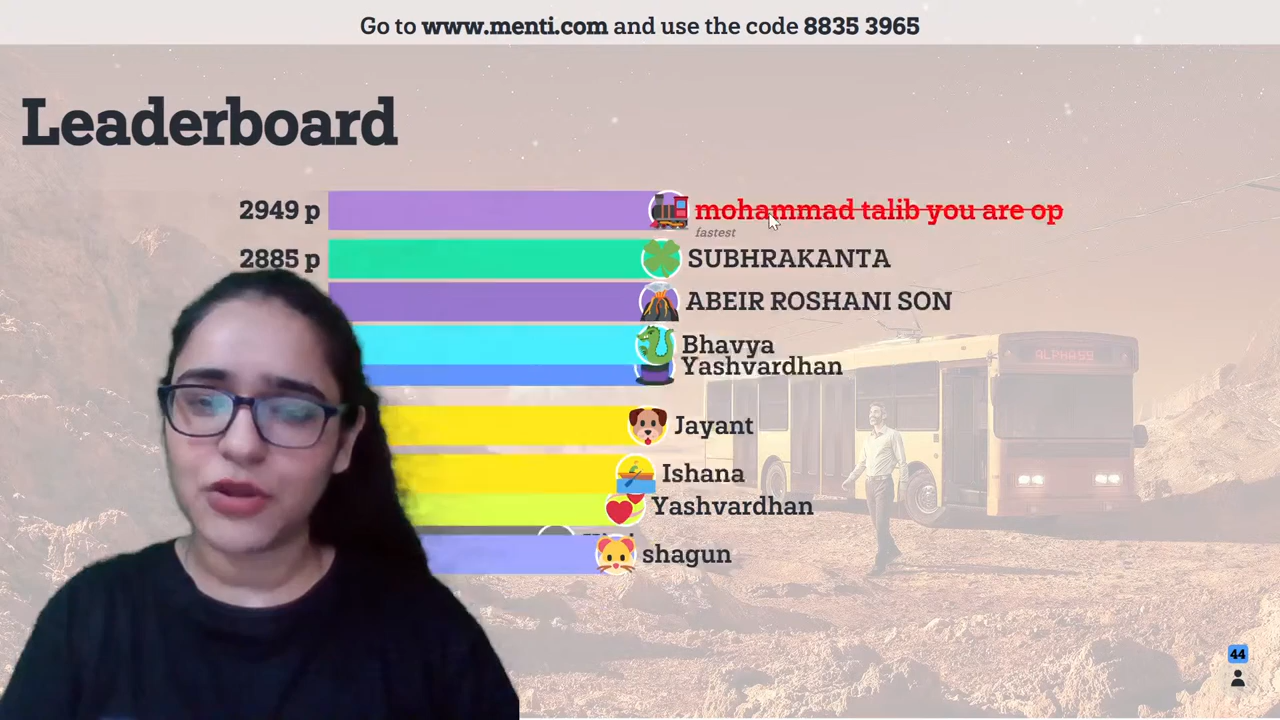 Go to www.menti.com and use the code 8835 3965
Leaderboard
2949 p
mohammad talib you are op
fastest
2885 p
SUBHRAKANTA
ABEIR ROSHANI SON
Bhavya
Yashvardhan
ALPHA59
Jayant
Ishana
Yashvardhan
shagun
44